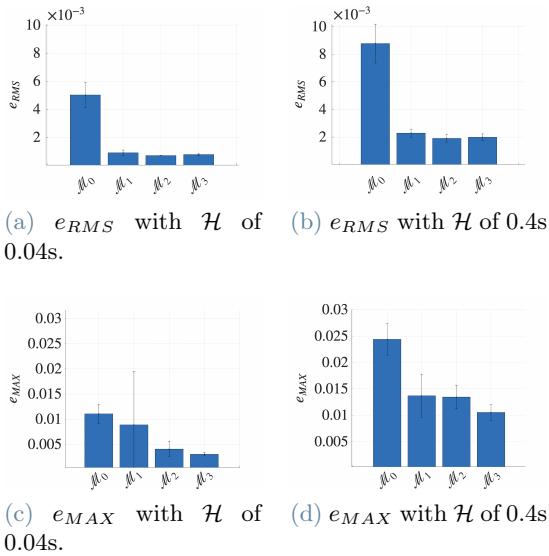 ×10⁻³
10
8
6
4
2
e_RMS
ℳ₀ ℳ₁ ℳ₂ ℳ₃
(a) e_RMS with ℋ of
0.04s.
×10⁻³
10
8
6
4
2
e_RMS
ℳ₀ ℳ₁ ℳ₂ ℳ₃
(b) e_RMS with ℋ of 0.4s
0.03
0.025
0.02
0.015
0.01
0.005
e_MAX
ℳ₀ ℳ₁ ℳ₂ ℳ₃
(c) e_MAX with ℋ of
0.04s.
0.03
0.025
0.02
0.015
0.01
0.005
e_MAX
ℳ₀ ℳ₁ ℳ₂ ℳ₃
(d) e_MAX with ℋ of 0.4s